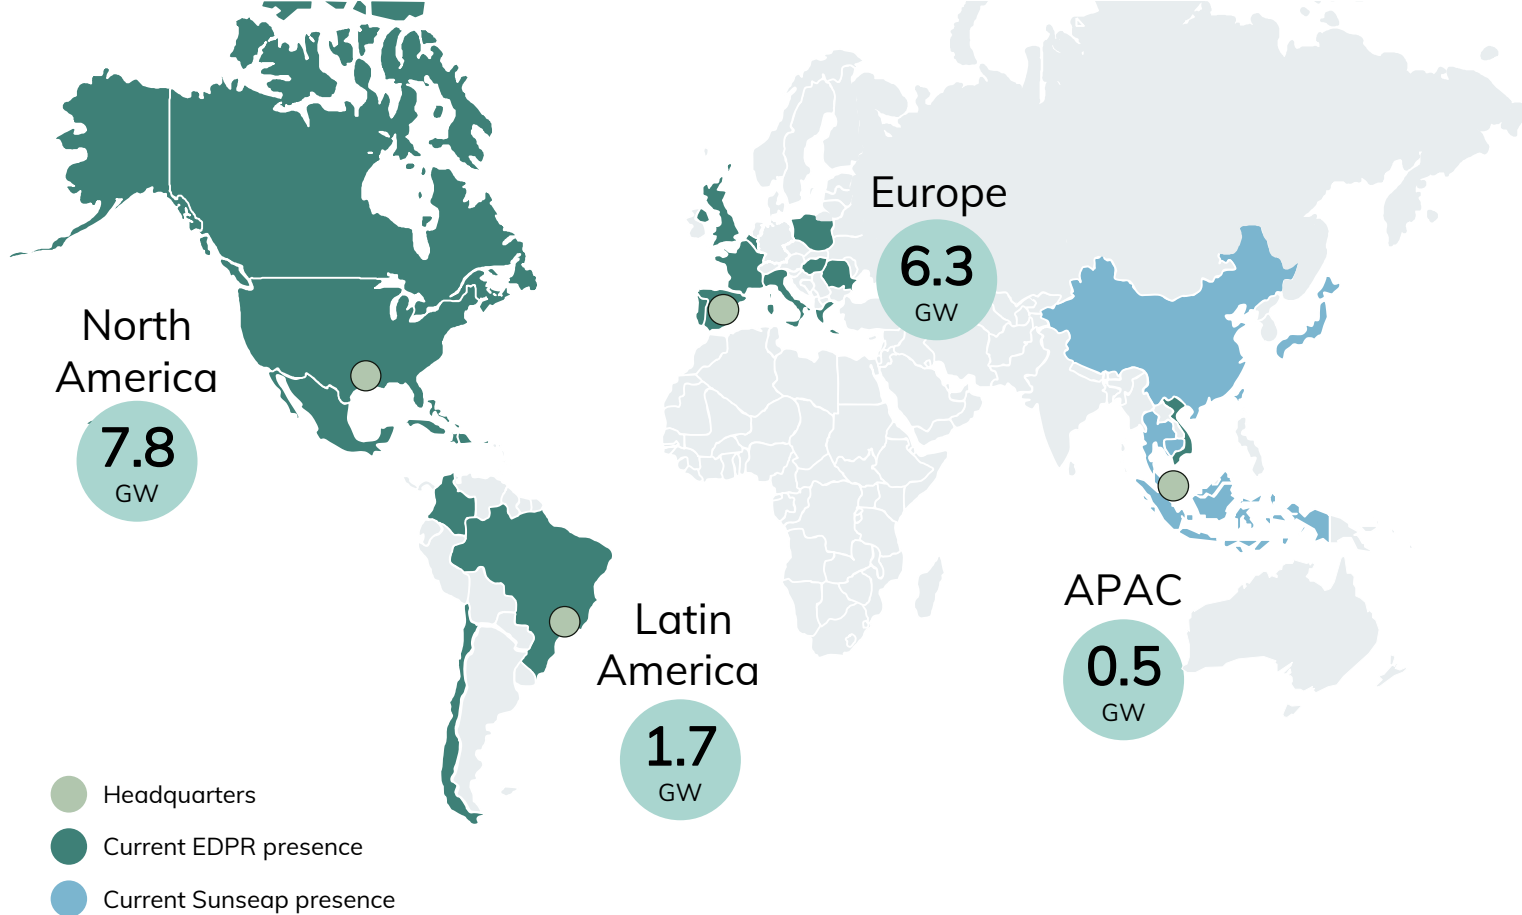 Europe
6.3
GW
North
America
7.8
GW
APAC
0.5
GW
Latin
America
1.7
GW
Headquarters
Current EDPR presence
Current Sunseap presence